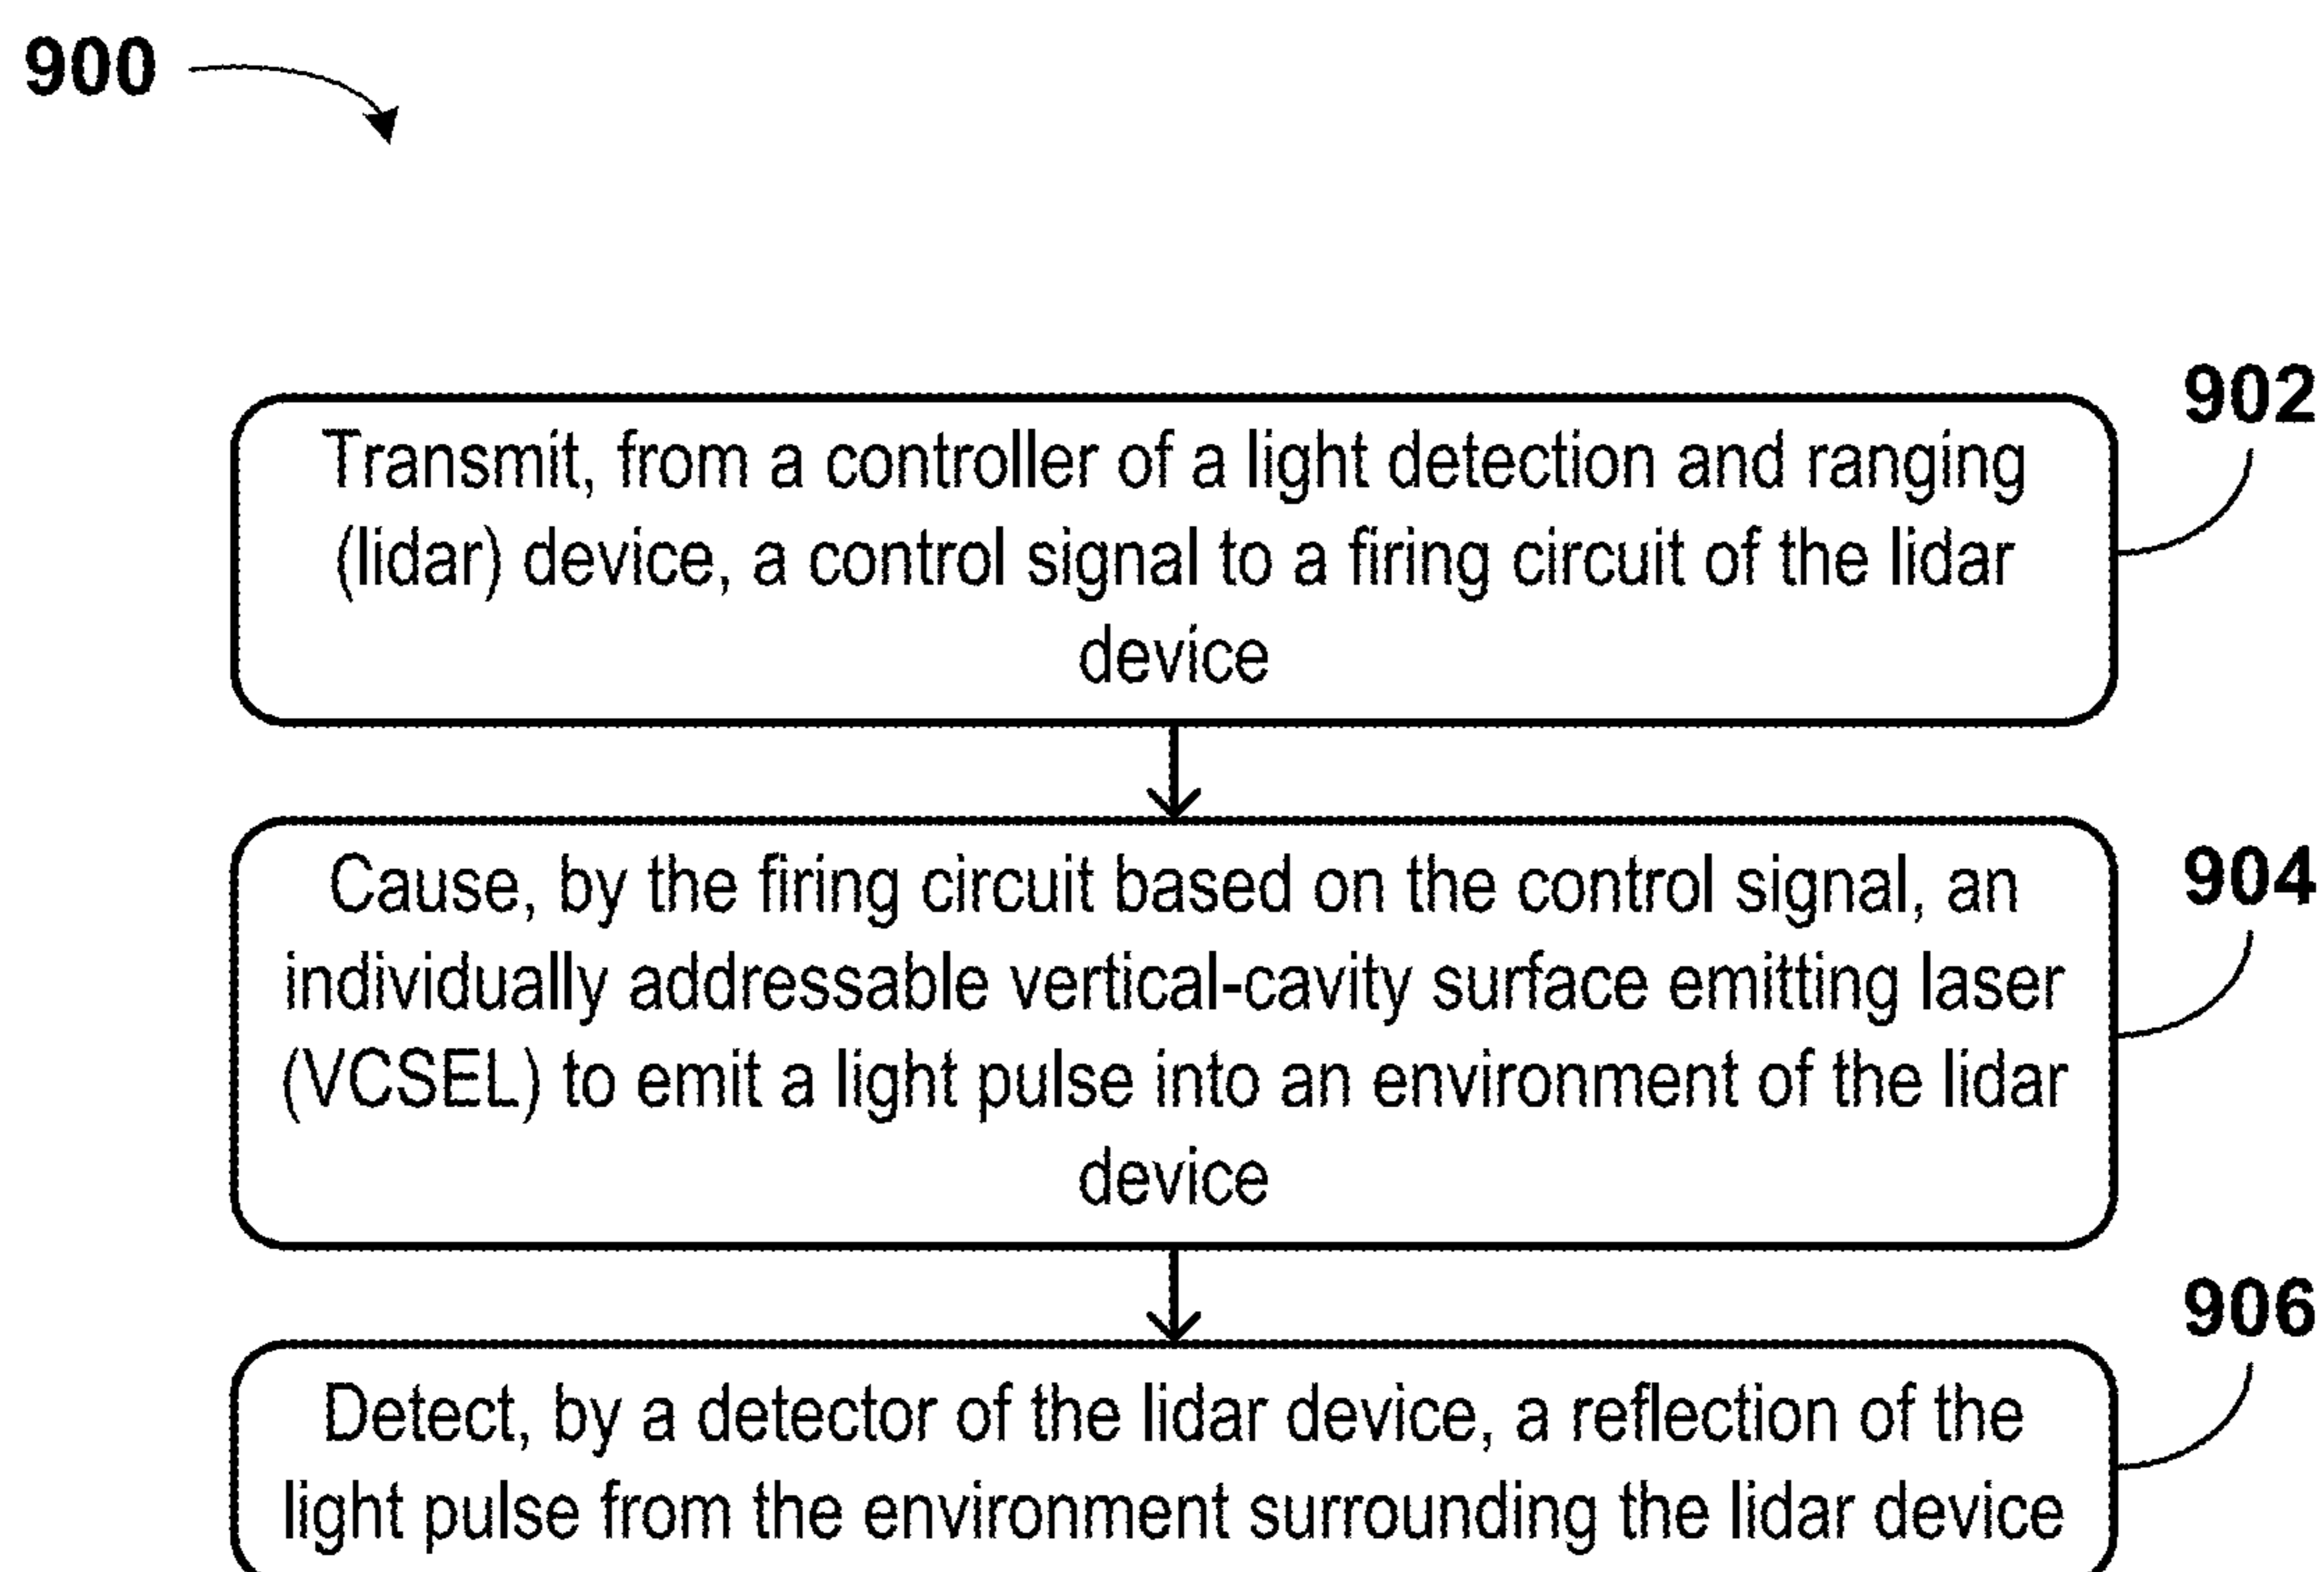 900
902
Transmit, from a controller of a light detection and ranging
(lidar) device, a control signal to a firing circuit of the lidar
device
904
Cause, by the firing circuit based on the control signal, an
individually addressable vertical-cavity surface emitting laser
(VCSEL) to emit a light pulse into an environment of the lidar
device
906
Detect, by a detector of the lidar device, a reflection of the
light pulse from the environment surrounding the lidar device